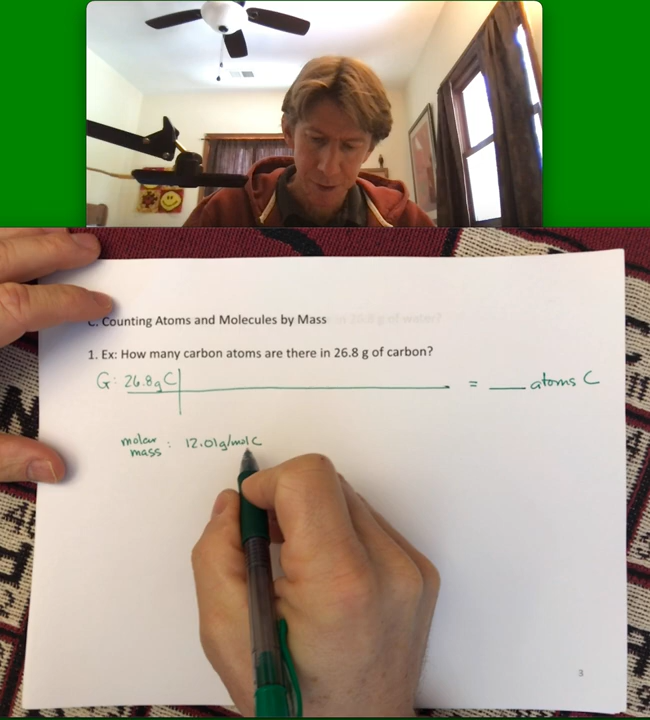 C. Counting Atoms and Molecules by Mass
1. Ex: How many carbon atoms are there in 26.8 g of carbon?
G: 26.8g C = __ atoms C
molar mass : 12.01g/mol C
3